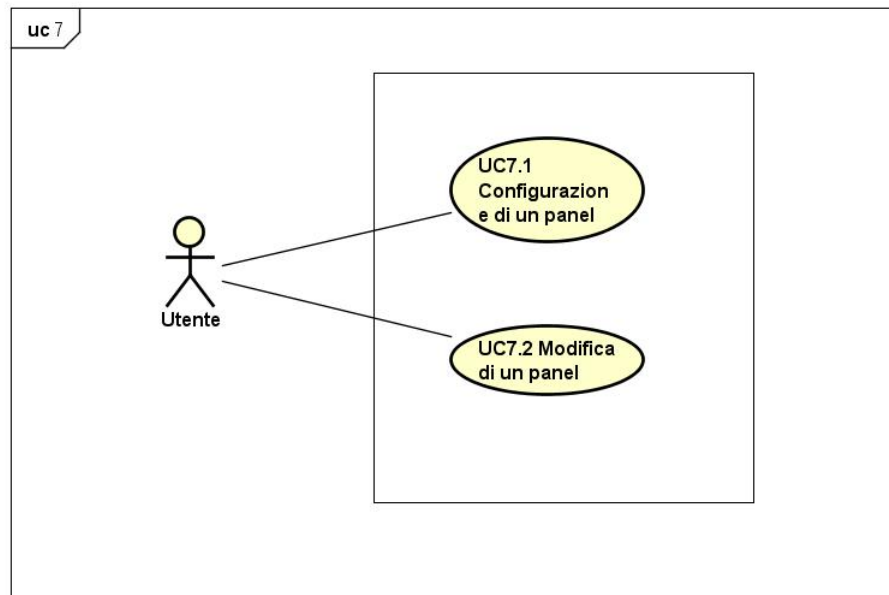 uc 7
UC7.1
Configurazion
e di un panel
Utente
UC7.2 Modifica
di un panel